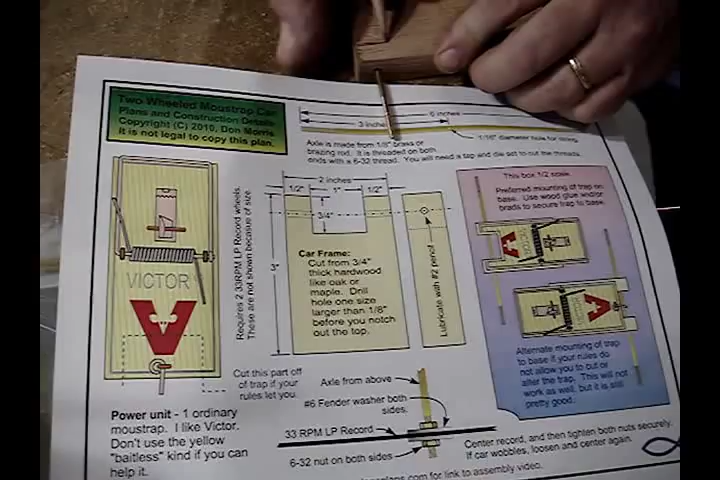 Two Wheeled Moustrap Car
Plans and Construction Details
Copyright (C) 2010, Don Morris
It is not legal to copy this plan.
6 inches
3 inches
1/16" diameter hole for string.
Axle is made from 1/8" brass or
brazing rod. It is threaded on both
ends with a 6-32 thread. You will need a tap and die set to cut the threads.
VICTOR
V
Requires 2 33RPM LP Record wheels.
These are not shown because of size.
2 inches
1/2"
1"
1/2"
3/4"
3"
Car Frame:
Cut from 3/4"
thick hardwood
like oak or
maple. Drill
hole one size
larger than 1/8"
before you notch
out the top.
Lubricate with #2 pencil
This box 1/2 scale.
Preferred mounting of trap on
base. Use wood glue and/or
brads to secure trap to base.
VICTOR
VICTOR
Alternate mounting of trap
to base if your rules do
not allow you to cut or
alter the trap. This will not
work as well, but it is still
pretty good.
Cut this part off
of trap if your
rules let you.
Power unit - 1 ordinary
moustrap. I like Victor.
Don't use the yellow
"baitless" kind if you can
help it.
Axle from above
#6 Fender washer both
sides.
33 RPM LP Record
6-32 nut on both sides
Center record, and then tighten both nuts securely.
If car wobbles, loosen and center again.
.com for link to assembly video.